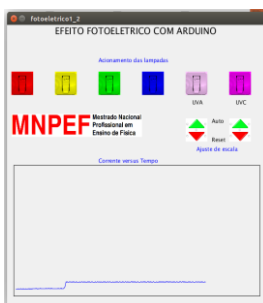 fotoeletrico1_2
EFEITO FOTOELETRICO COM ARDUINO
Acionamento das lampadas
UVA UVC
MNPEF Mestrado Nacional
Profissional em
Ensino de Física
Auto
Reset
Ajuste de escala
Corrente versus Tempo